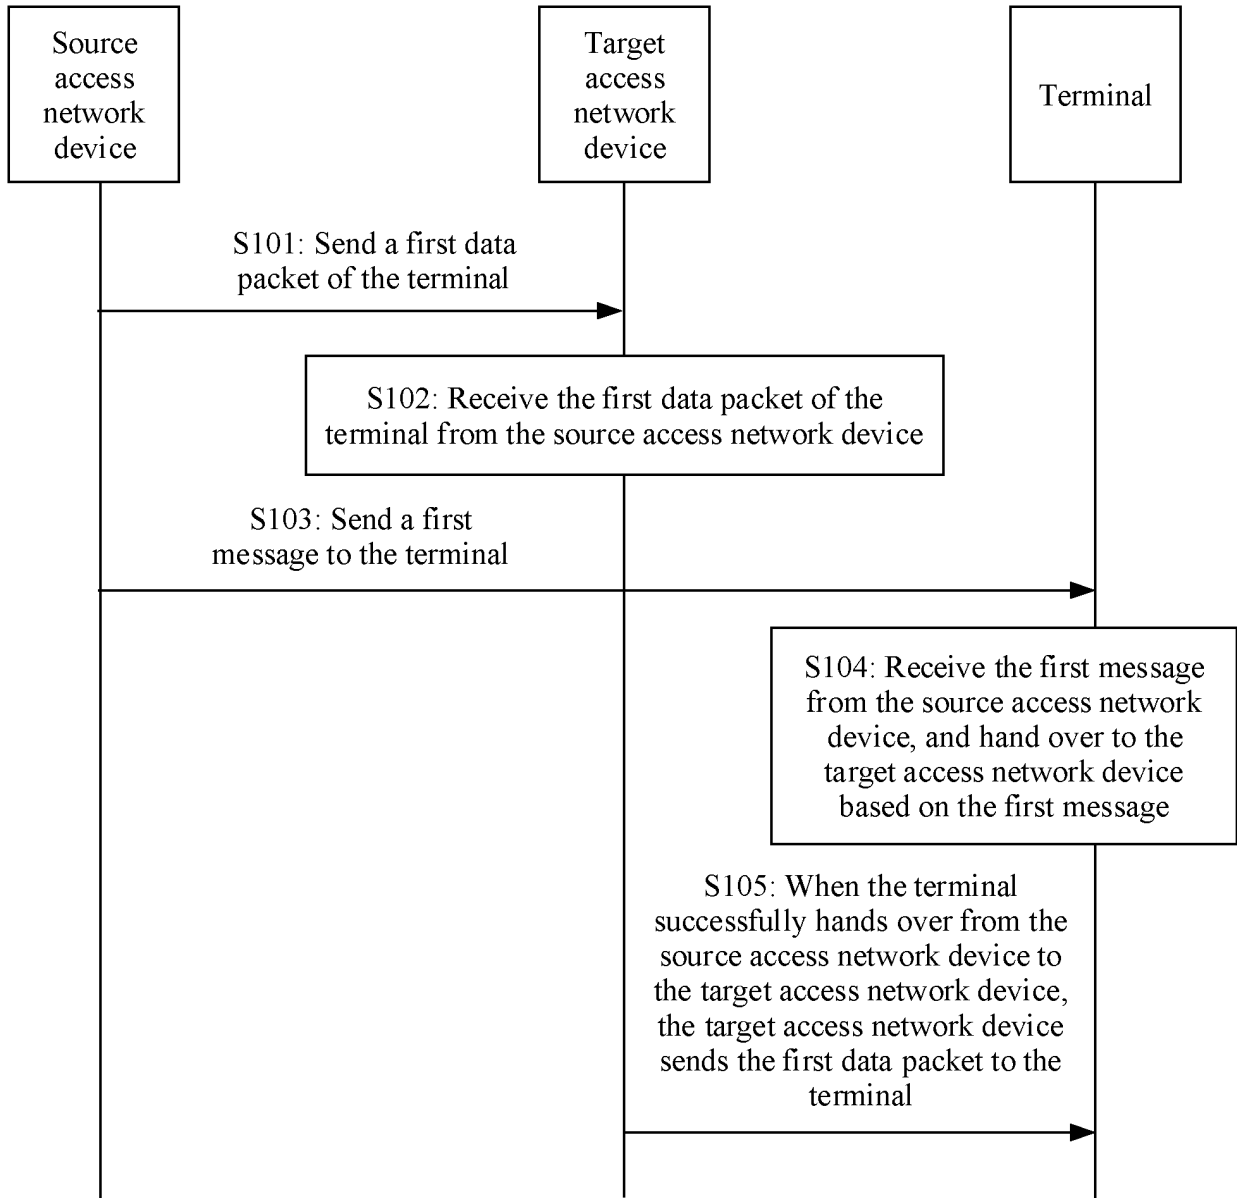 Source
access
network
device
Target
access
network
device
Terminal
S101: Send a first data
packet of the terminal
S102: Receive the first data packet of the
terminal from the source access network device
S103: Send a first
message to the terminal
S104: Receive the first message
from the source access network
device, and hand over to the
target access network device
based on the first message
S105: When the terminal
successfully hands over from the
source access network device to
the target access network device,
the target access network device
sends the first data packet to the
terminal